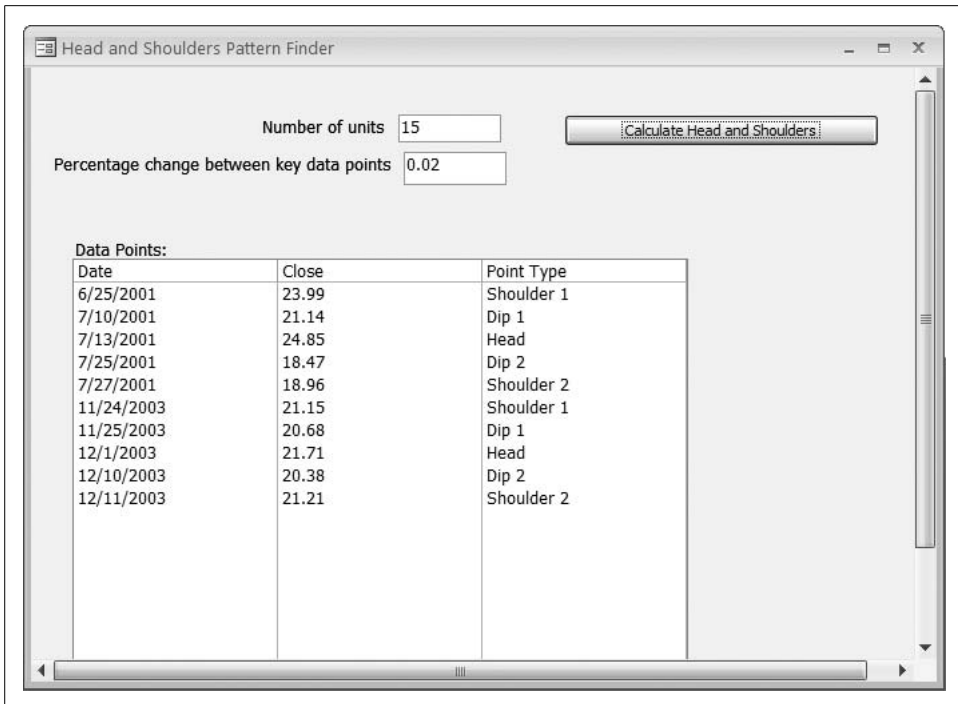 Head and Shoulders Pattern Finder
Number of units 15
Calculate Head and Shoulders
Percentage change between key data points 0.02
Data Points:
Date Close Point Type
6/25/2001 23.99 Shoulder 1
7/10/2001 21.14 Dip 1
7/13/2001 24.85 Head
7/25/2001 18.47 Dip 2
7/27/2001 18.96 Shoulder 2
11/24/2003 21.15 Shoulder 1
11/25/2003 20.68 Dip 1
12/1/2003 21.71 Head
12/10/2003 20.38 Dip 2
12/11/2003 21.21 Shoulder 2